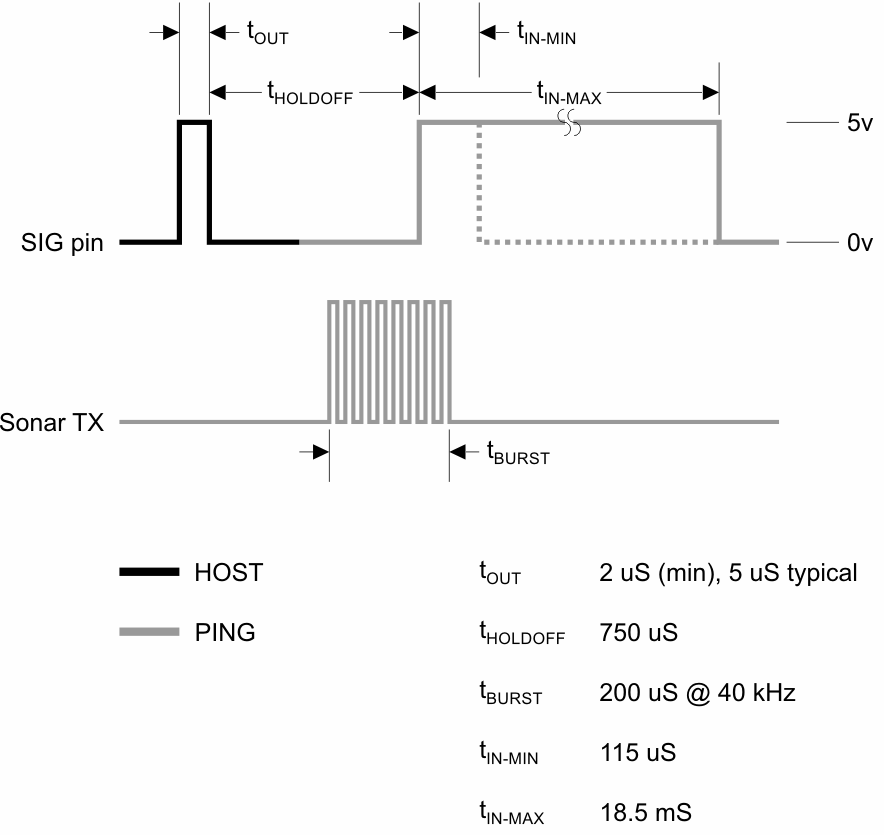 tOUT
tIN-MIN
tHOLDOFF
tIN-MAX
5v
SIG pin
0v
Sonar TX
tBURST
HOST
tOUT 2 uS (min), 5 uS typical
PING
tHOLDOFF 750 uS
tBURST 200 uS @ 40 kHz
tIN-MIN 115 uS
tIN-MAX 18.5 mS